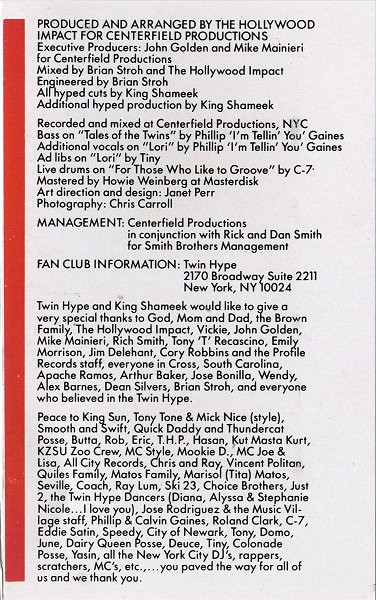 PRODUCED AND ARRANGED BY THE HOLLYWOOD
IMPACT FOR CENTERFIELD PRODUCTIONS
Executive Producers: John Golden and Mike Mainieri
for Centerfield Productions
Mixed by Brian Stroh and The Hollywood Impact
Engineered by Brian Stroh
All hyped cuts by King Shameek
Additional hyped production by King Shameek
Recorded and mixed at Centerfield Productions, NYC
Bass on "Tales of the Twins" by Phillip 'I'm Tellin' You' Gaines
Additional vocals on "Lori" by Phillip 'I'm Tellin' You' Gaines
Ad libs on "Lori" by Tiny
Live drums on "For Those Who Like to Groove" by C-7
Mastered by Howie Weinberg at Masterdisk
Art direction and design: Janet Perr
Photography: Chris Carroll
MANAGEMENT: Centerfield Productions
in conjunction with Rick and Dan Smith
for Smith Brothers Management
FAN CLUB INFORMATION: Twin Hype
2170 Broadway Suite 2211
New York, NY 10024
Twin Hype and King Shameek would like to give a
very special thanks to God, Mom and Dad, the Brown
Family, The Hollywood Impact, Vickie, John Golden,
Mike Mainieri, Rich Smith, Tony 'T' Recascino, Emily
Morrison, Jim Delehant, Cory Robbins and the Profile
Records staff, everyone in Cross, South Carolina,
Apache Ramos, Arthur Baker, Jose Bonilla, Wendy,
Alex Barnes, Dean Silvers, Brian Stroh, and everyone
who believed in the Twin Hype.
Peace to King Sun, Tony Tone & Mick Nice (style),
Smooth and Swift, Quick Daddy and Thundercat
Posse, Butta, Rob, Eric, T.H.P., Hasan, Kut Masta Kurt,
KZSU Zoo Crew, MC Style, Mookie D., MC Joe &
Lisa, All City Records, Chris and Ray, Vincent Politan,
Quiles Family, Matos Family, Marisol (Tita) Matos,
Seville, Coach, Ray Lum, Ski 23, Choice Brothers, Just
2, the Twin Hype Dancers (Diana, Alyssa & Stephanie
Nicole...I love you), Jose Rodriguez & the Music Vil-
lage staff, Phillip & Calvin Gaines, Roland Clark, C-7,
Eddie Satin, Speedy, City of Newark, Tony, Domo,
June, Dairy Queen Posse, Deuce, Tiny, Colonade
Posse, Yasin, all the New York City DJ's, rappers,
scratchers, MC's, etc.,...you paved the way for all of
us and we thank you.